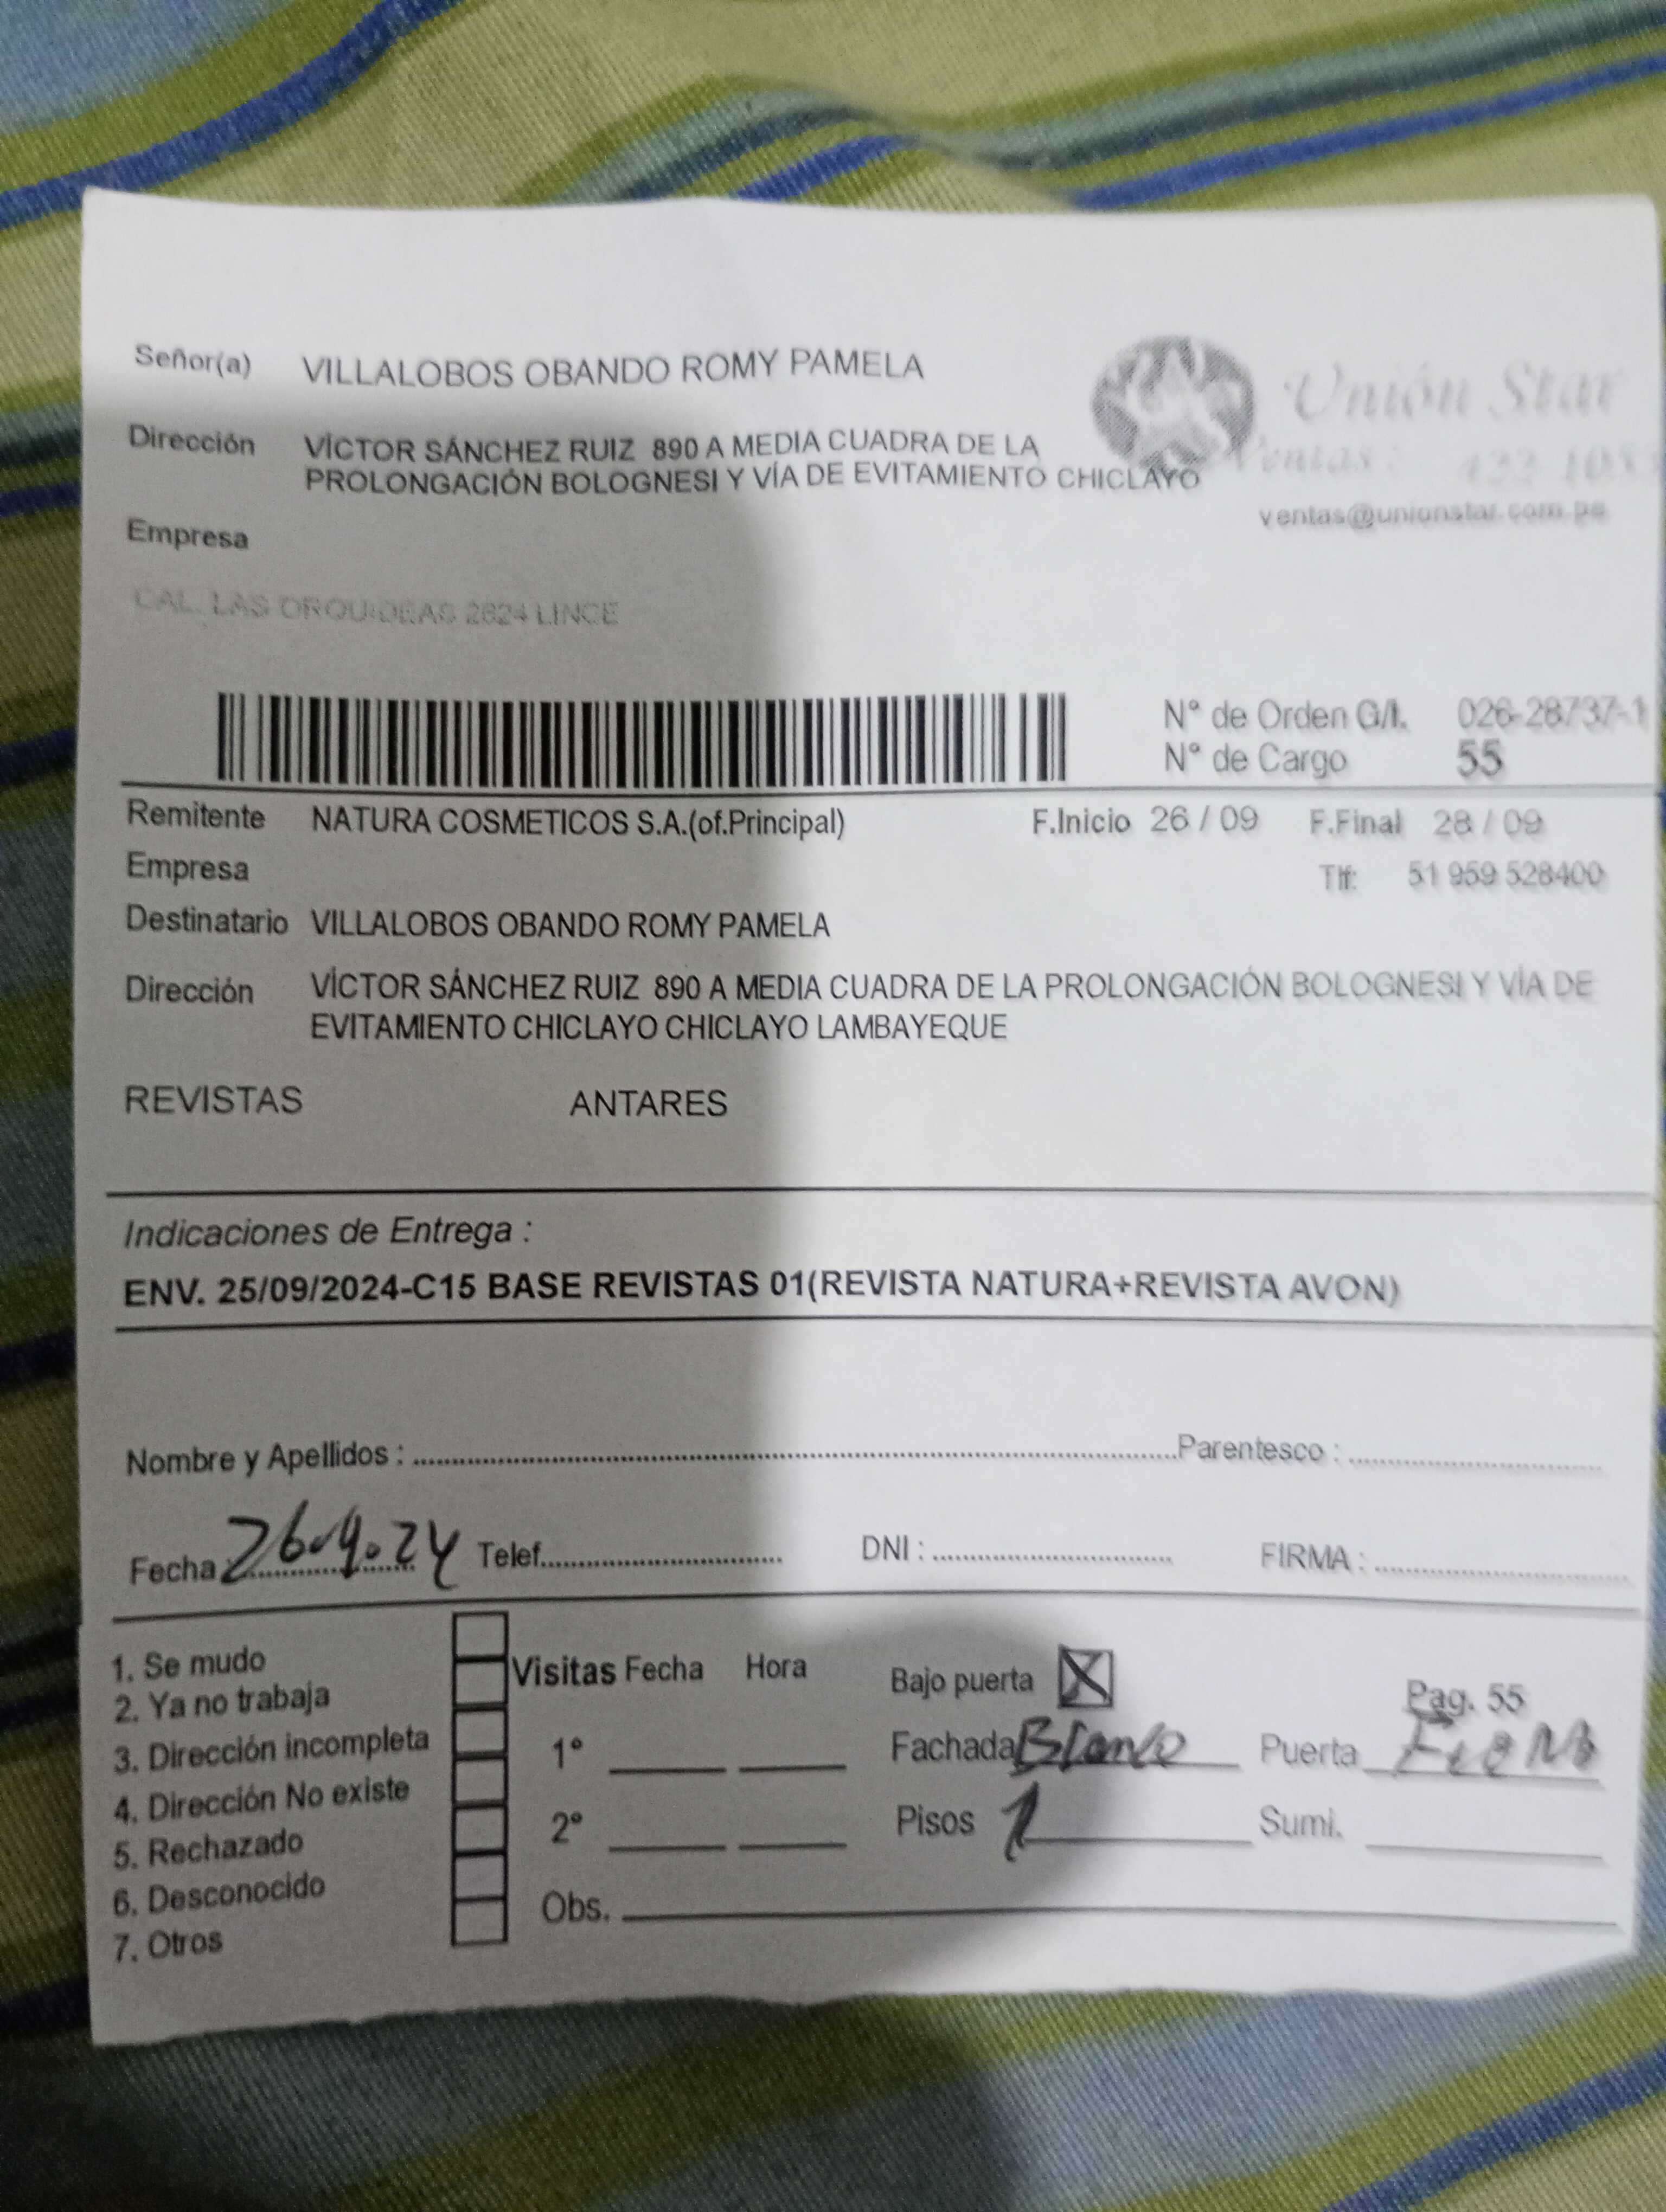 Señor(a) VILLALOBOS OBANDO ROMY PAMELA
Unión Star
Dirección VÍCTOR SÁNCHEZ RUIZ 890 A MEDIA CUADRA DE LA
PROLONGACIÓN BOLOGNESI Y VÍA DE EVITAMIENTO CHICLAYO
Ventas:
ventas@unionstar.com.pe
Empresa
CAL. LAS ORQUIDEAS 2624 LINCE
N° de Orden G/I. 026-28737-1
N° de Cargo 55
Remitente NATURA COSMETICOS S.A.(of.Principal) F.Inicio 26 / 09 F.Final 28 / 09
Empresa Tlf: 51 959 528400
Destinatario VILLALOBOS OBANDO ROMY PAMELA
Dirección VÍCTOR SÁNCHEZ RUIZ 890 A MEDIA CUADRA DE LA PROLONGACIÓN BOLOGNESI Y VÍA DE
EVITAMIENTO CHICLAYO CHICLAYO LAMBAYEQUE
REVISTAS ANTARES
Indicaciones de Entrega :
ENV. 25/09/2024-C15 BASE REVISTAS 01(REVISTA NATURA+REVISTA AVON)
Nombre y Apellidos : Parentesco :
Fecha 26.9.24 Telef. DNI : FIRMA :
1. Se mudo
2. Ya no trabaja
3. Dirección incompleta
4. Dirección No existe
5. Rechazado
6. Desconocido
7. Otros
Visitas Fecha Hora
1°
2°
Obs.
Bajo puerta X
Pag. 55
Fachada Blanco Puerta
Pisos 1 Sumi.